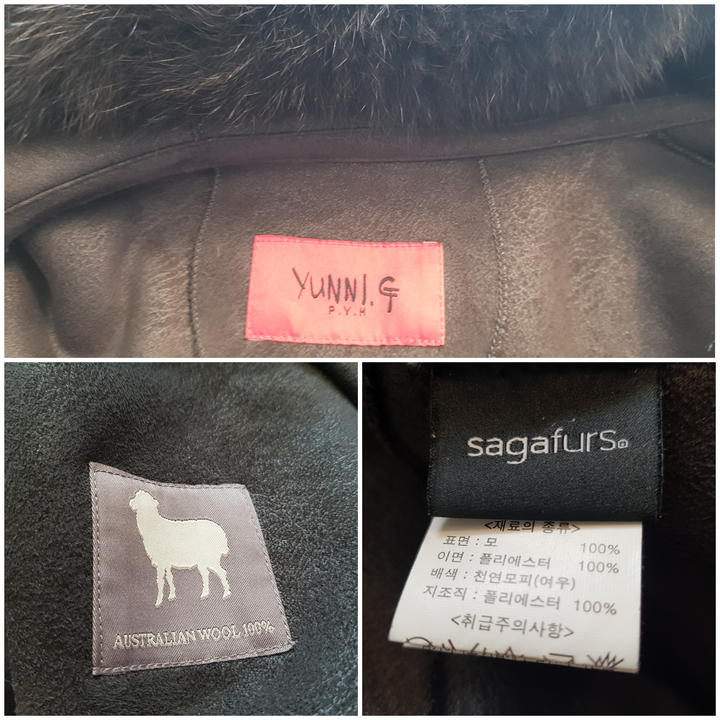 YUNNI.G
P.Y.H
AUSTRALIAN WOOL 100%
sagafurs
<재료의 종류>
표면 : 모 100%
이면 : 폴리에스터 100%
배색 : 천연모피(여우)
지조직 : 폴리에스터 100%
<취급주의사항>